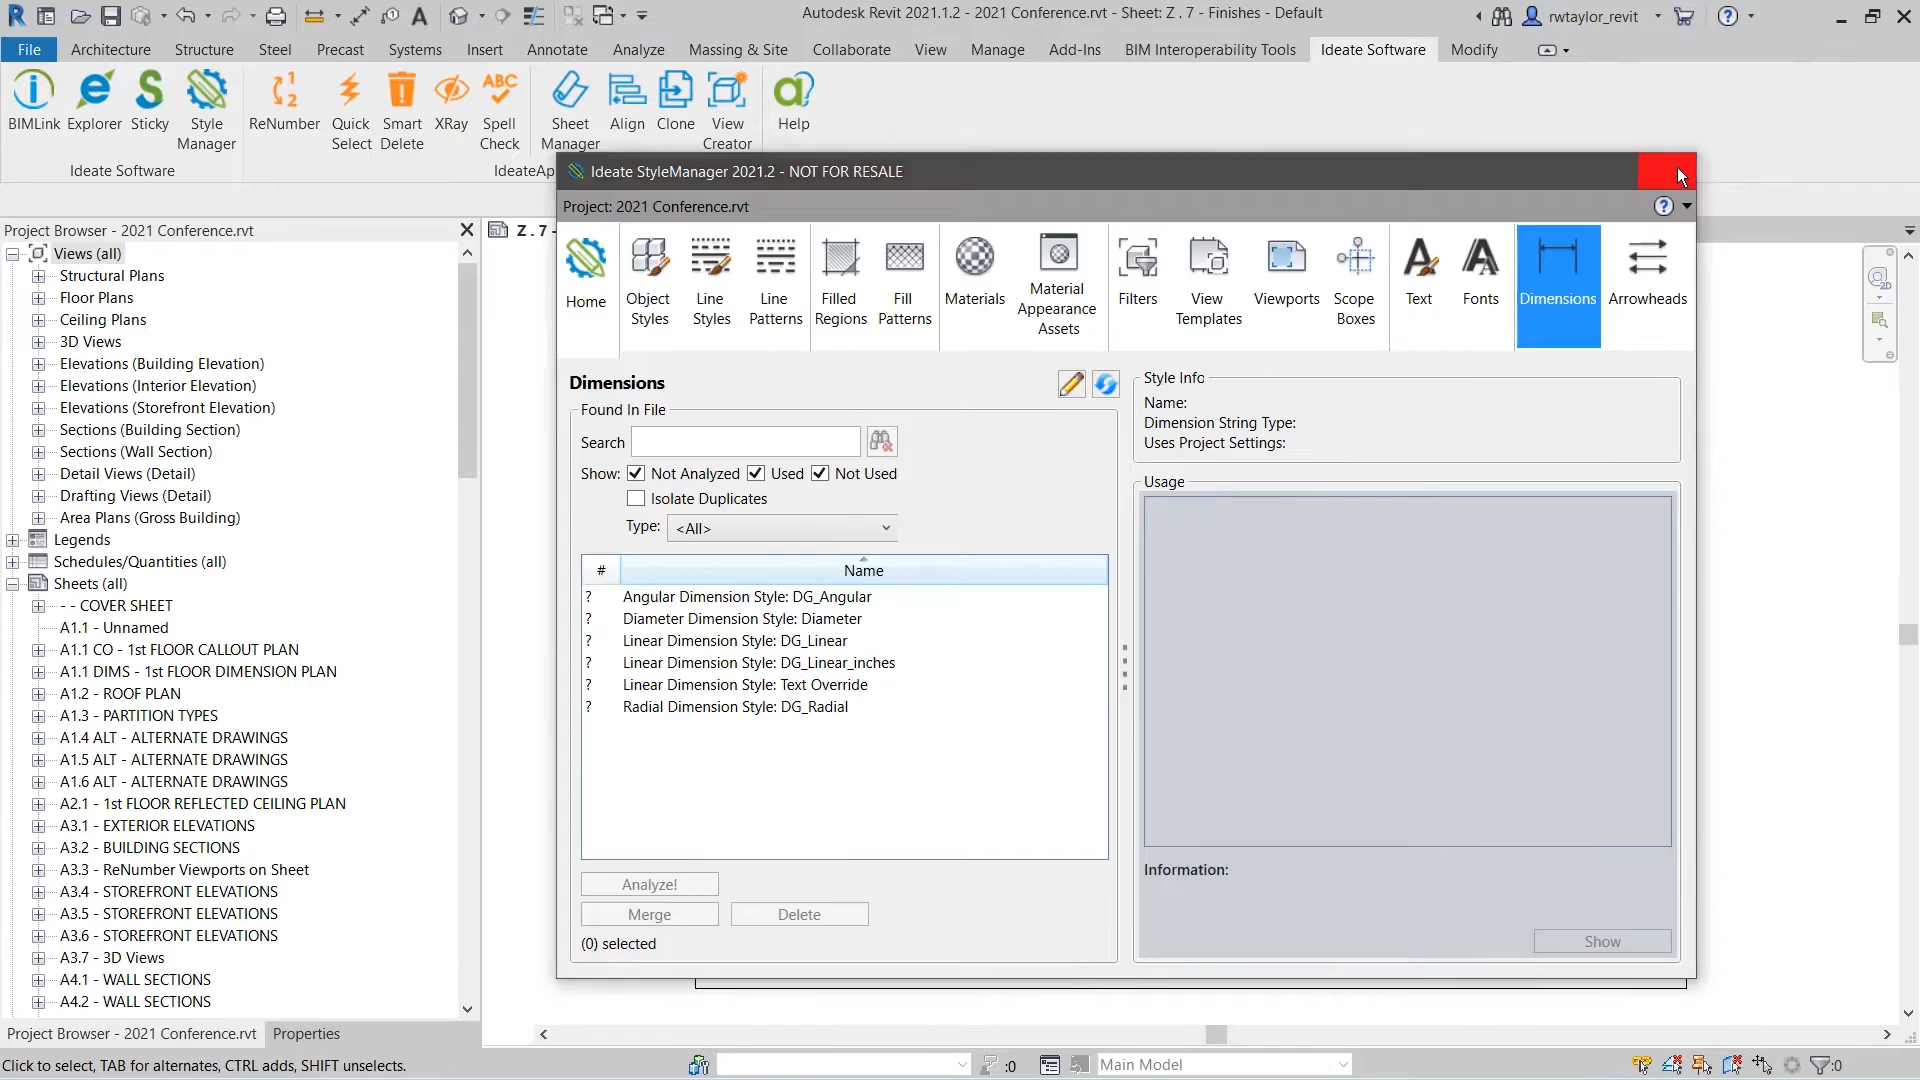 Autodesk Revit 2021.1.2 - 2021 Conference.rvt - Sheet: Z . 7 - Finishes - Default
rwtaylor_revit
File Architecture Structure Steel Precast Systems Insert Annotate Analyze Massing & Site Collaborate View Manage Add-Ins BIM Interoperability Tools Ideate Software Modify
BIMLink Explorer Sticky Style Manager ReNumber Quick Select Smart Delete XRay ABC Spell Check Sheet Manager Align Clone View Creator Help
Ideate Software IdeateAp
Ideate StyleManager 2021.2 - NOT FOR RESALE
Project: 2021 Conference.rvt
Home
Object Styles
Line Styles
Line Patterns
Filled Regions
Fill Patterns
Materials
Material Appearance Assets
Filters
View Templates
Viewports
Scope Boxes
Text
Fonts
Dimensions
Arrowheads
Dimensions
Found In File
Search
Show: Not Analyzed Used Not Used
Isolate Duplicates
Type: <All>
# Name
? Angular Dimension Style: DG_Angular
? Diameter Dimension Style: Diameter
? Linear Dimension Style: DG_Linear
? Linear Dimension Style: DG_Linear_inches
? Linear Dimension Style: Text Override
? Radial Dimension Style: DG_Radial
Analyze!
Merge Delete
(0) selected
Style Info
Name:
Dimension String Type:
Uses Project Settings:
Usage
Information:
Show
Z . 7 -
Project Browser - 2021 Conference.rvt
Views (all)
Structural Plans
Floor Plans
Ceiling Plans
3D Views
Elevations (Building Elevation)
Elevations (Interior Elevation)
Elevations (Storefront Elevation)
Sections (Building Section)
Sections (Wall Section)
Detail Views (Detail)
Drafting Views (Detail)
Area Plans (Gross Building)
Legends
Schedules/Quantities (all)
Sheets (all)
- - COVER SHEET
A1.1 - Unnamed
A1.1 CO - 1st FLOOR CALLOUT PLAN
A1.1 DIMS - 1st FLOOR DIMENSION PLAN
A1.2 - ROOF PLAN
A1.3 - PARTITION TYPES
A1.4 ALT - ALTERNATE DRAWINGS
A1.5 ALT - ALTERNATE DRAWINGS
A1.6 ALT - ALTERNATE DRAWINGS
A2.1 - 1st FLOOR REFLECTED CEILING PLAN
A3.1 - EXTERIOR ELEVATIONS
A3.2 - BUILDING SECTIONS
A3.3 - ReNumber Viewports on Sheet
A3.4 - STOREFRONT ELEVATIONS
A3.5 - STOREFRONT ELEVATIONS
A3.6 - STOREFRONT ELEVATIONS
A3.7 - 3D Views
A4.1 - WALL SECTIONS
A4.2 - WALL SECTIONS
Project Browser - 2021 Conference.rvt Properties
Click to select, TAB for alternates, CTRL adds, SHIFT unselects.
:0
Main Model
:0